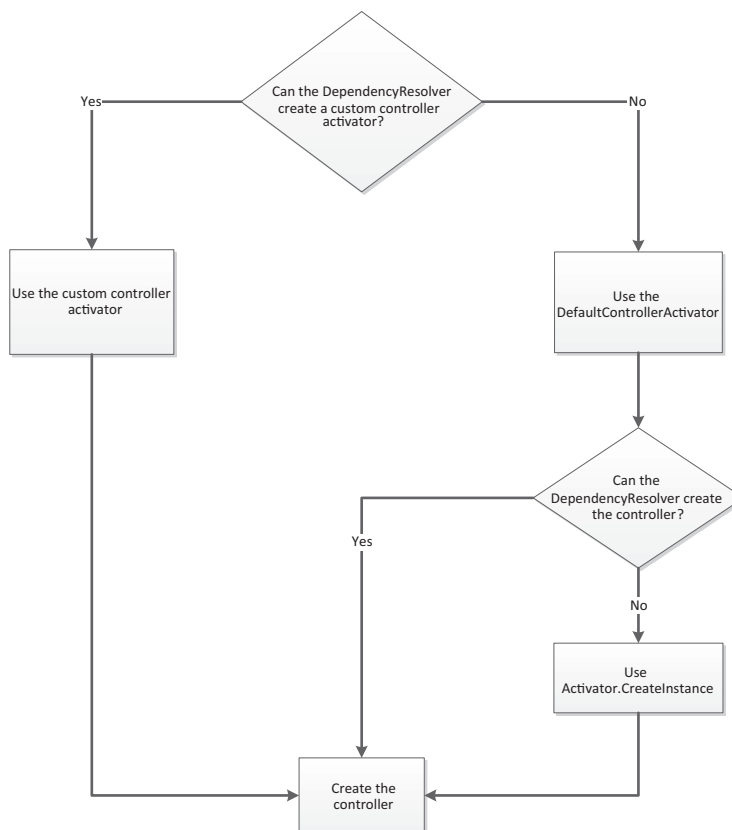 Can the DependencyResolver
create a custom controller
activator?
Yes
No
Use the custom controller
activator
Use the
DefaultControllerActivator
Can the
DependencyResolver create
the controller?
Yes
No
Use
Activator.CreateInstance
Create the
controller